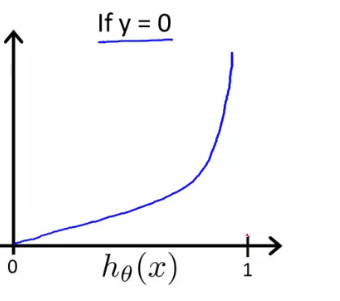 If y = 0
0 hθ(x) 1